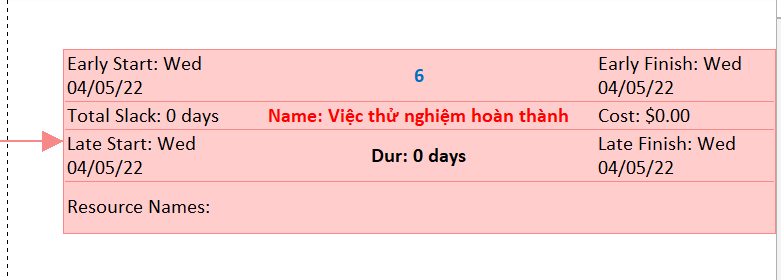 Early Start: Wed
04/05/22
6
Early Finish: Wed
04/05/22
Total Slack: 0 days
Name: Việc thử nghiệm hoàn thành
Cost: $0.00
Late Start: Wed
04/05/22
Dur: 0 days
Late Finish: Wed
04/05/22
Resource Names: